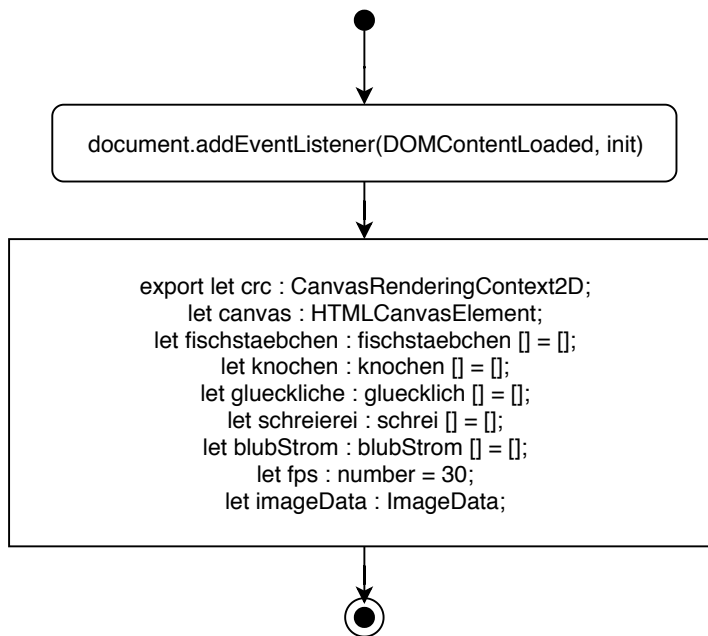 document.addEventListener(DOMContentLoaded, init)
export let crc : CanvasRenderingContext2D;
let canvas : HTMLCanvasElement;
let fischstaebchen : fischstaebchen [] = [];
let knochen : knochen [] = [];
let glueckliche : gluecklich [] = [];
let schreierei : schrei [] = [];
let blubStrom : blubStrom [] = [];
let fps : number = 30;
let imageData : ImageData;